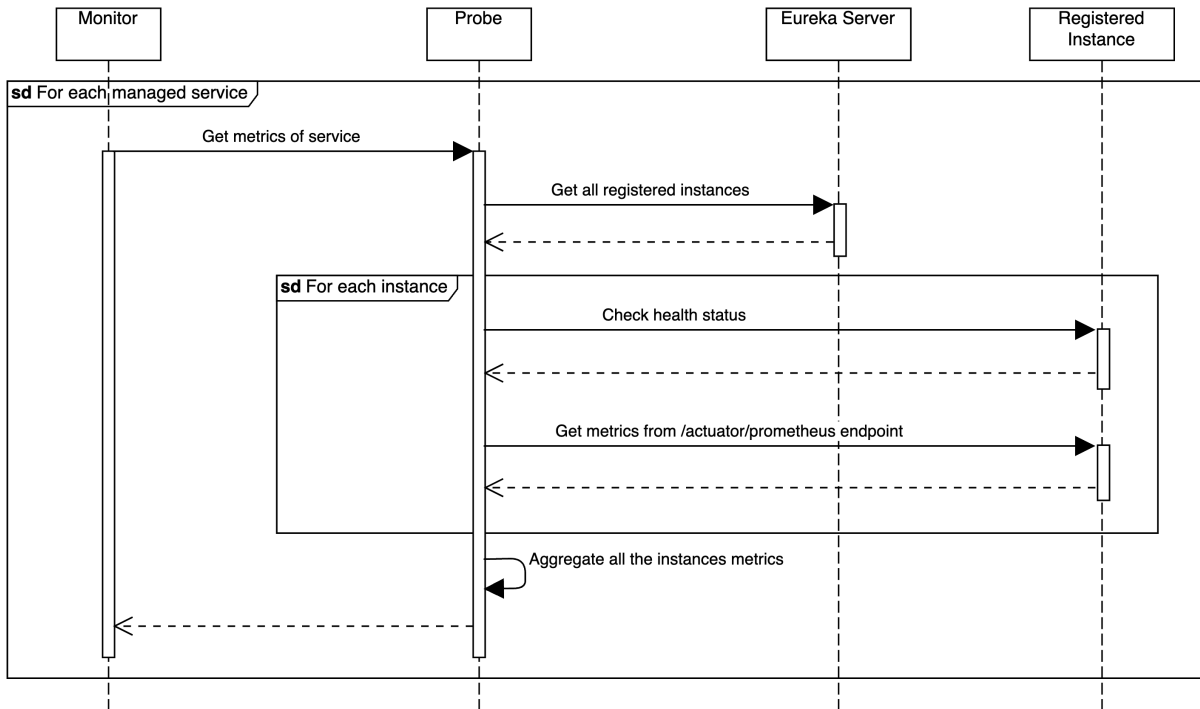 Monitor
Probe
Eureka Server
Registered
Instance
sd For each managed service
Get metrics of service
Get all registered instances
sd For each instance
Check health status
Get metrics from /actuator/prometheus endpoint
Aggregate all the instances metrics